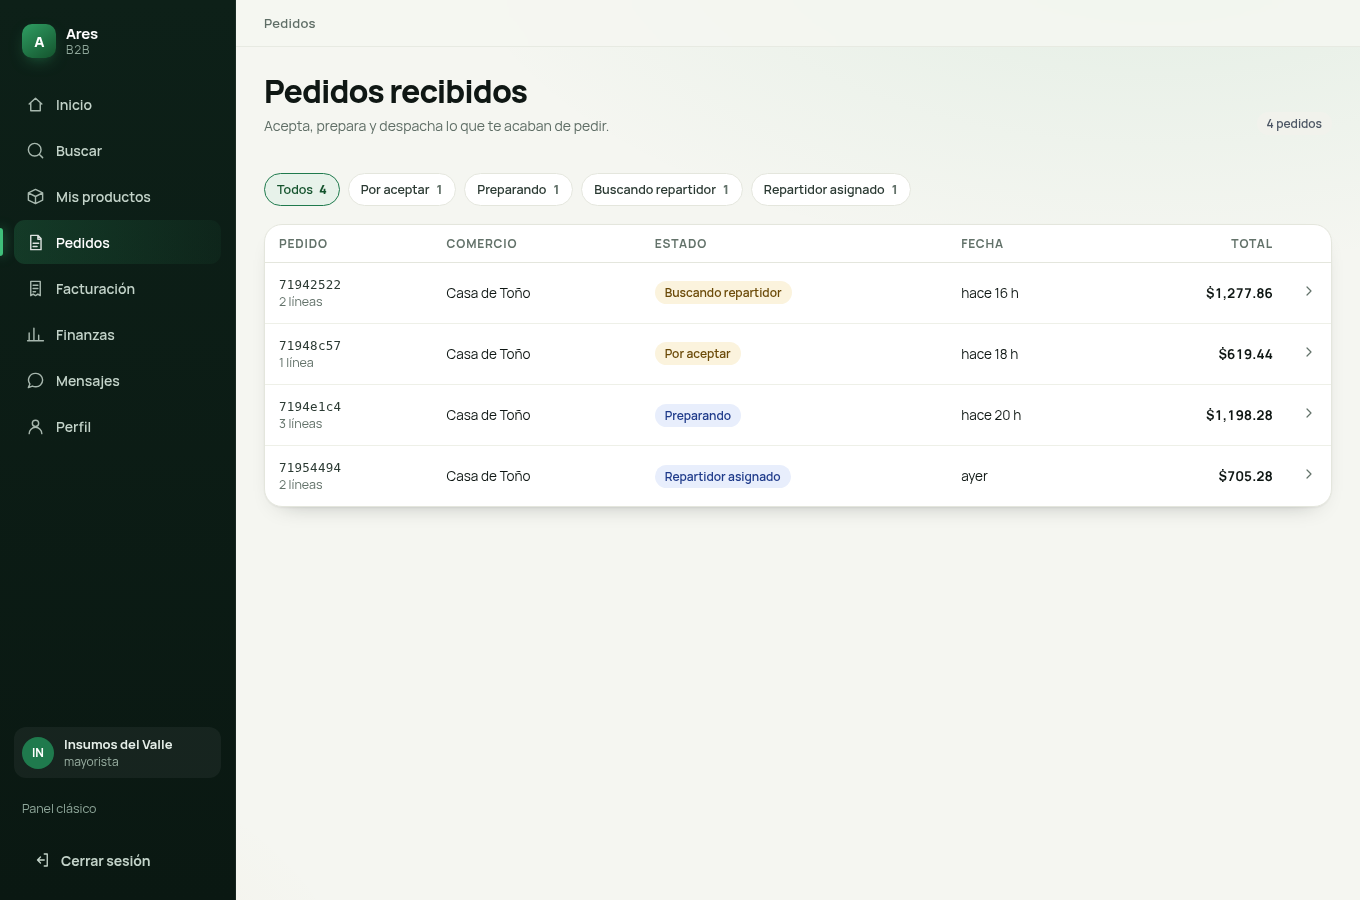 A
Ares
B2B
Inicio
Buscar
Mis productos
Pedidos
Facturación
Finanzas
Mensajes
Perfil
IN
Insumos del Valle
mayorista
Panel clásico
Cerrar sesión
Pedidos
Pedidos recibidos
Acepta, prepara y despacha lo que te acaban de pedir.
4 pedidos
Todos 4 Por aceptar 1 Preparando 1 Buscando repartidor 1 Repartidor asignado 1
PEDIDO COMERCIO ESTADO FECHA TOTAL
71942522
2 líneas
Casa de Toño Buscando repartidor hace 16 h $1,277.86
71948c57
1 línea
Casa de Toño Por aceptar hace 18 h $619.44
7194e1c4
3 líneas
Casa de Toño Preparando hace 20 h $1,198.28
71954494
2 líneas
Casa de Toño Repartidor asignado ayer $705.28